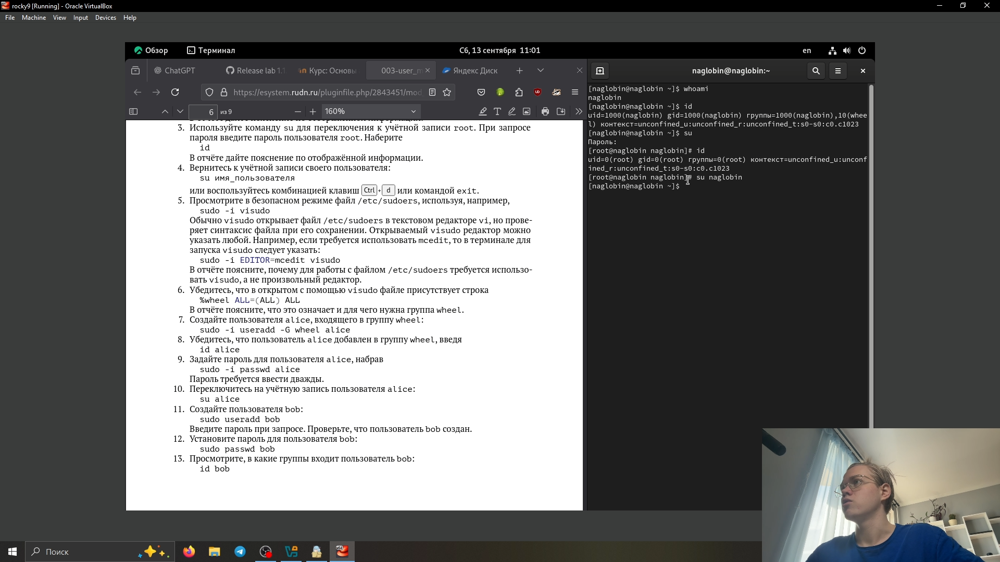 rocky9 [Running] - Oracle VirtualBox
File Machine View Input Devices Help
Обзор Терминал Сб, 13 сентября 11:01 en
ChatGPT Release lab 1.1 Курс: Основы 003-user_m Яндекс Диск
https://esystem.rudn.ru/pluginfile.php/2843451/mod_
6 из 9 160%
3. Используйте команду su для переключения к учётной записи root. При запросе
пароля введите пароль пользователя root. Наберите
id
В отчёте дайте пояснение по отображённой информации.
4. Вернитесь к учётной записи своего пользователя:
su имя_пользователя
или воспользуйтесь комбинацией клавиш Ctrl + d или командой exit.
5. Просмотрите в безопасном режиме файл /etc/sudoers, используя, например,
sudo -i visudo
Обычно visudo открывает файл /etc/sudoers в текстовом редакторе vi, но прове-
ряет синтаксис файла при его сохранении. Открываемый visudo редактор можно
указать любой. Например, если требуется использовать mcedit, то в терминале для
запуска visudo следует указать:
sudo -i EDITOR=mcedit visudo
В отчёте поясните, почему для работы с файлом /etc/sudoers требуется использо-
вать visudo, а не произвольный редактор.
6. Убедитесь, что в открытом с помощью visudo файле присутствует строка
%wheel ALL=(ALL) ALL
В отчёте поясните, что это означает и для чего нужна группа wheel.
7. Создайте пользователя alice, входящего в группу wheel:
sudo -i useradd -G wheel alice
8. Убедитесь, что пользователь alice добавлен в группу wheel, введя
id alice
9. Задайте пароль для пользователя alice, набрав
sudo -i passwd alice
Пароль требуется ввести дважды.
10. Переключитесь на учётную запись пользователя alice:
su alice
11. Создайте пользователя bob:
sudo useradd bob
Введите пароль при запросе. Проверьте, что пользователь bob создан.
12. Установите пароль для пользователя bob:
sudo passwd bob
13. Просмотрите, в какие группы входит пользователь bob:
id bob
naglobin@naglobin:~
[naglobin@naglobin ~]$ whoami
naglobin
[naglobin@naglobin ~]$ id
uid=1000(naglobin) gid=1000(naglobin) группы=1000(naglobin),10(whee
l) контекст=unconfined_u:unconfined_r:unconfined_t:s0-s0:c0.c1023
[naglobin@naglobin ~]$ su
Пароль:
[root@naglobin naglobin]# id
uid=0(root) gid=0(root) группы=0(root) контекст=unconfined_u:unconf
ined_r:unconfined_t:s0-s0:c0.c1023
[root@naglobin naglobin]# su naglobin
[naglobin@naglobin ~]$
Поиск